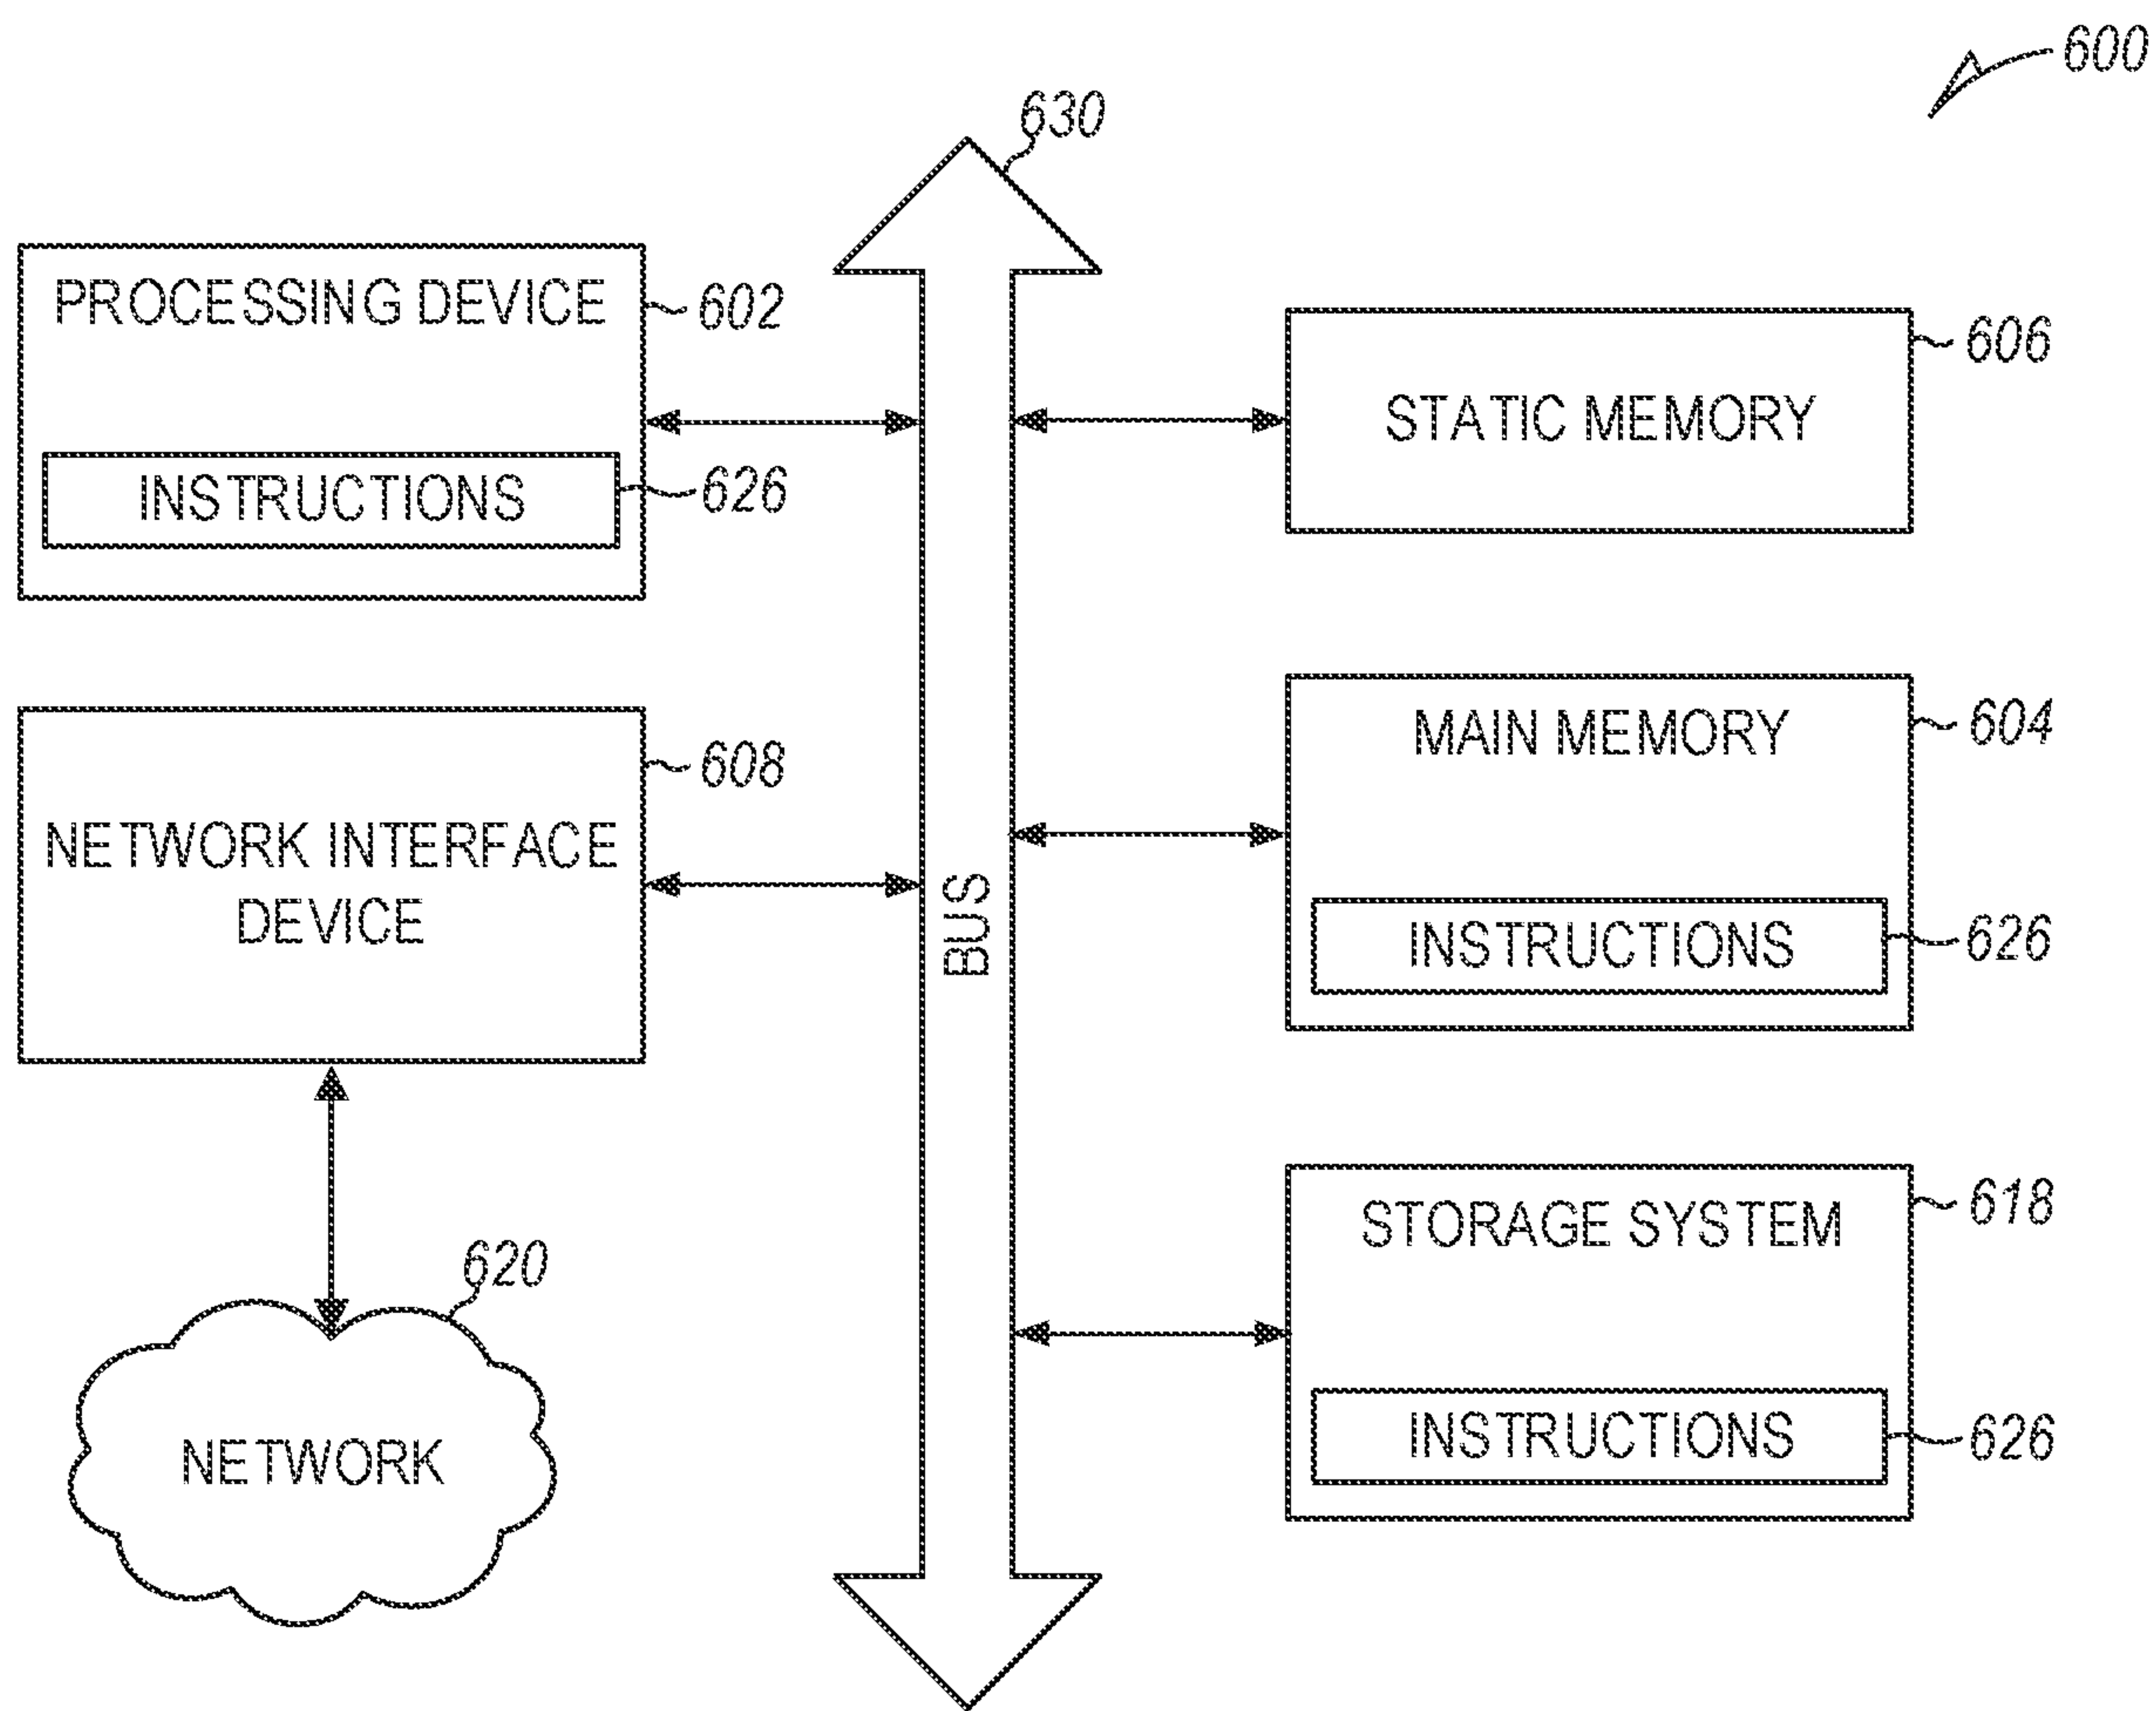 600
630
PROCESSING DEVICE
602
INSTRUCTIONS
626
STATIC MEMORY
606
NETWORK INTERFACE
DEVICE
608
BUS
MAIN MEMORY
604
INSTRUCTIONS
626
NETWORK
620
STORAGE SYSTEM
618
INSTRUCTIONS
626